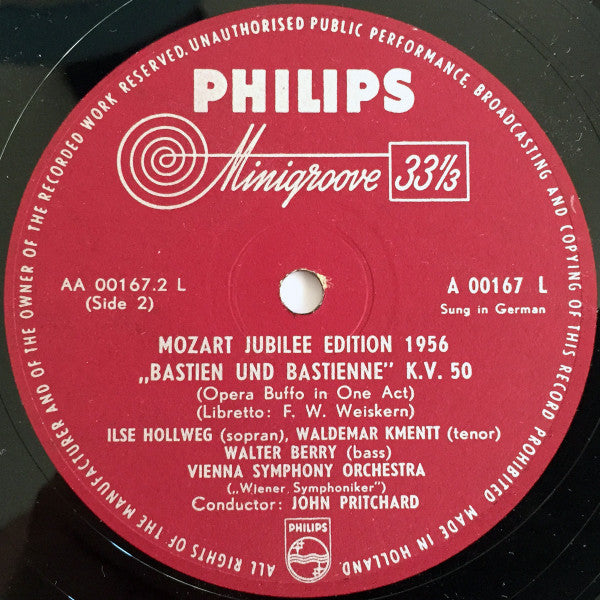 ALL RIGHTS OF THE MANUFACTURER AND OF THE OWNER OF THE RECORDED WORK RESERVED. UNAUTHORISED PUBLIC PERFORMANCE, BROADCASTING AND COPYING OF THIS RECORD PROHIBITED MADE IN HOLLAND.
PHILIPS
Minigroove 33⅓
AA 00167.2 L
(Side 2)
A 00167 L
Sung in German
MOZART JUBILEE EDITION 1956
„BASTIEN UND BASTIENNE" K.V. 50
(Opera Buffo in One Act)
(Libretto: F. W. Weiskern)
ILSE HOLLWEG (sopran), WALDEMAR KMENTT (tenor)
WALTER BERRY (bass)
VIENNA SYMPHONY ORCHESTRA
(„Wiener Symphoniker")
Conductor: JOHN PRITCHARD
PHILIPS